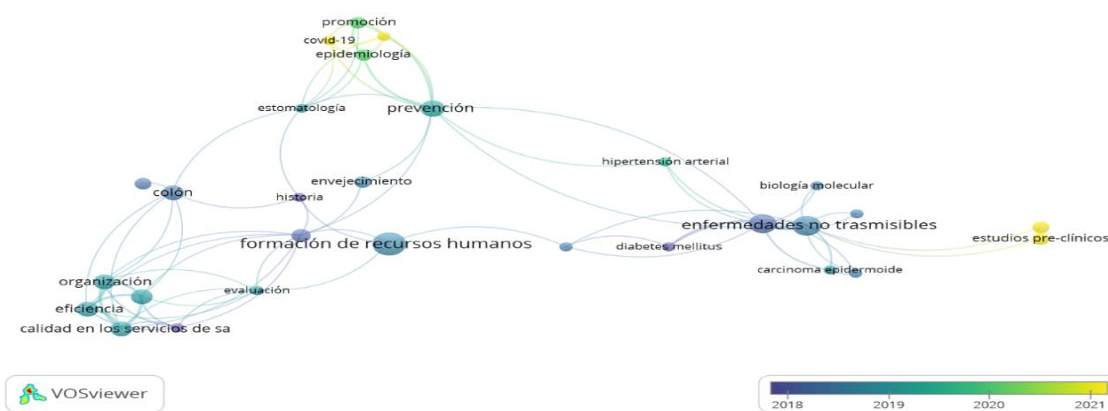 promoción
covid-19
epidemiología
estomatología
prevención
hipertensión arterial
envejecimiento
biología molecular
colón
historia
enfermedades no trasmisibles
formación de recursos humanos
diabetes mellitus
estudios pre-clínicos
carcinoma epidermoide
organización
evaluación
eficiencia
calidad en los servicios de sa
VOSviewer
2018 2019 2020 2021